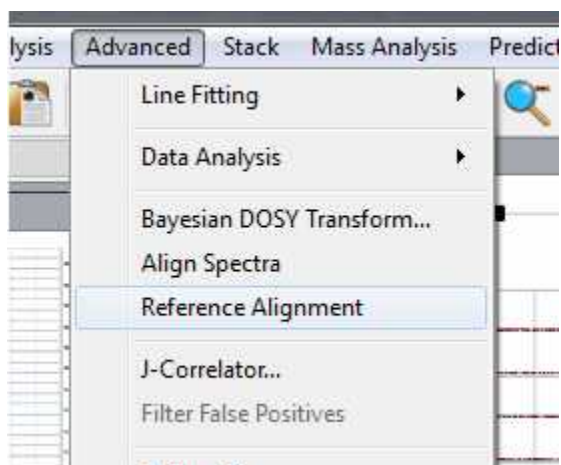 lysis Advanced Stack Mass Analysis Predict
Line Fitting
Data Analysis
Bayesian DOSY Transform...
Align Spectra
Reference Alignment
J-Correlator...
Filter False Positives